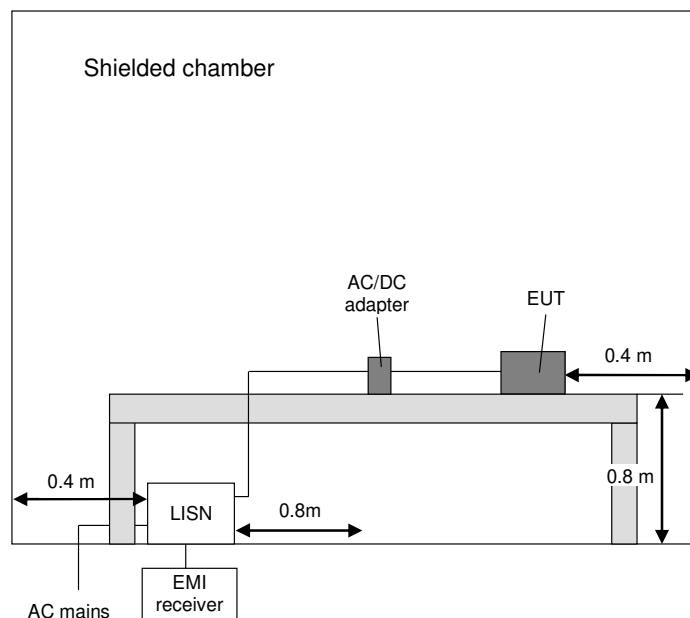 Shielded chamber
AC/DC
adapter
EUT
0.4 m
0.4 m
0.8 m
LISN
0.8m
EMI
receiver
AC mains